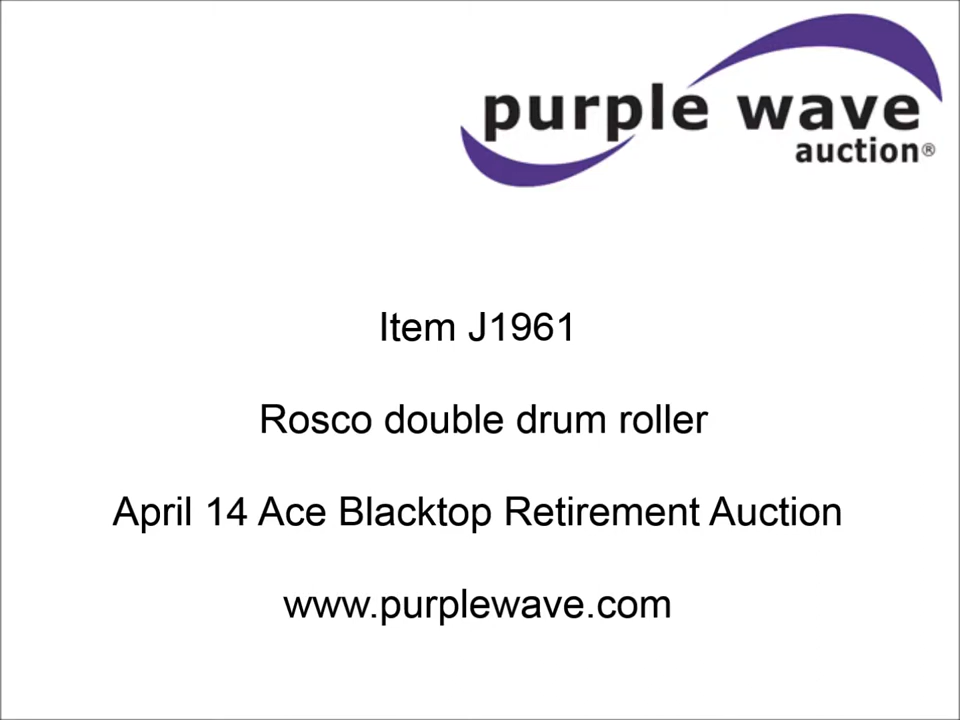 purple wave
auction®
Item J1961
Rosco double drum roller
April 14 Ace Blacktop Retirement Auction
www.purplewave.com